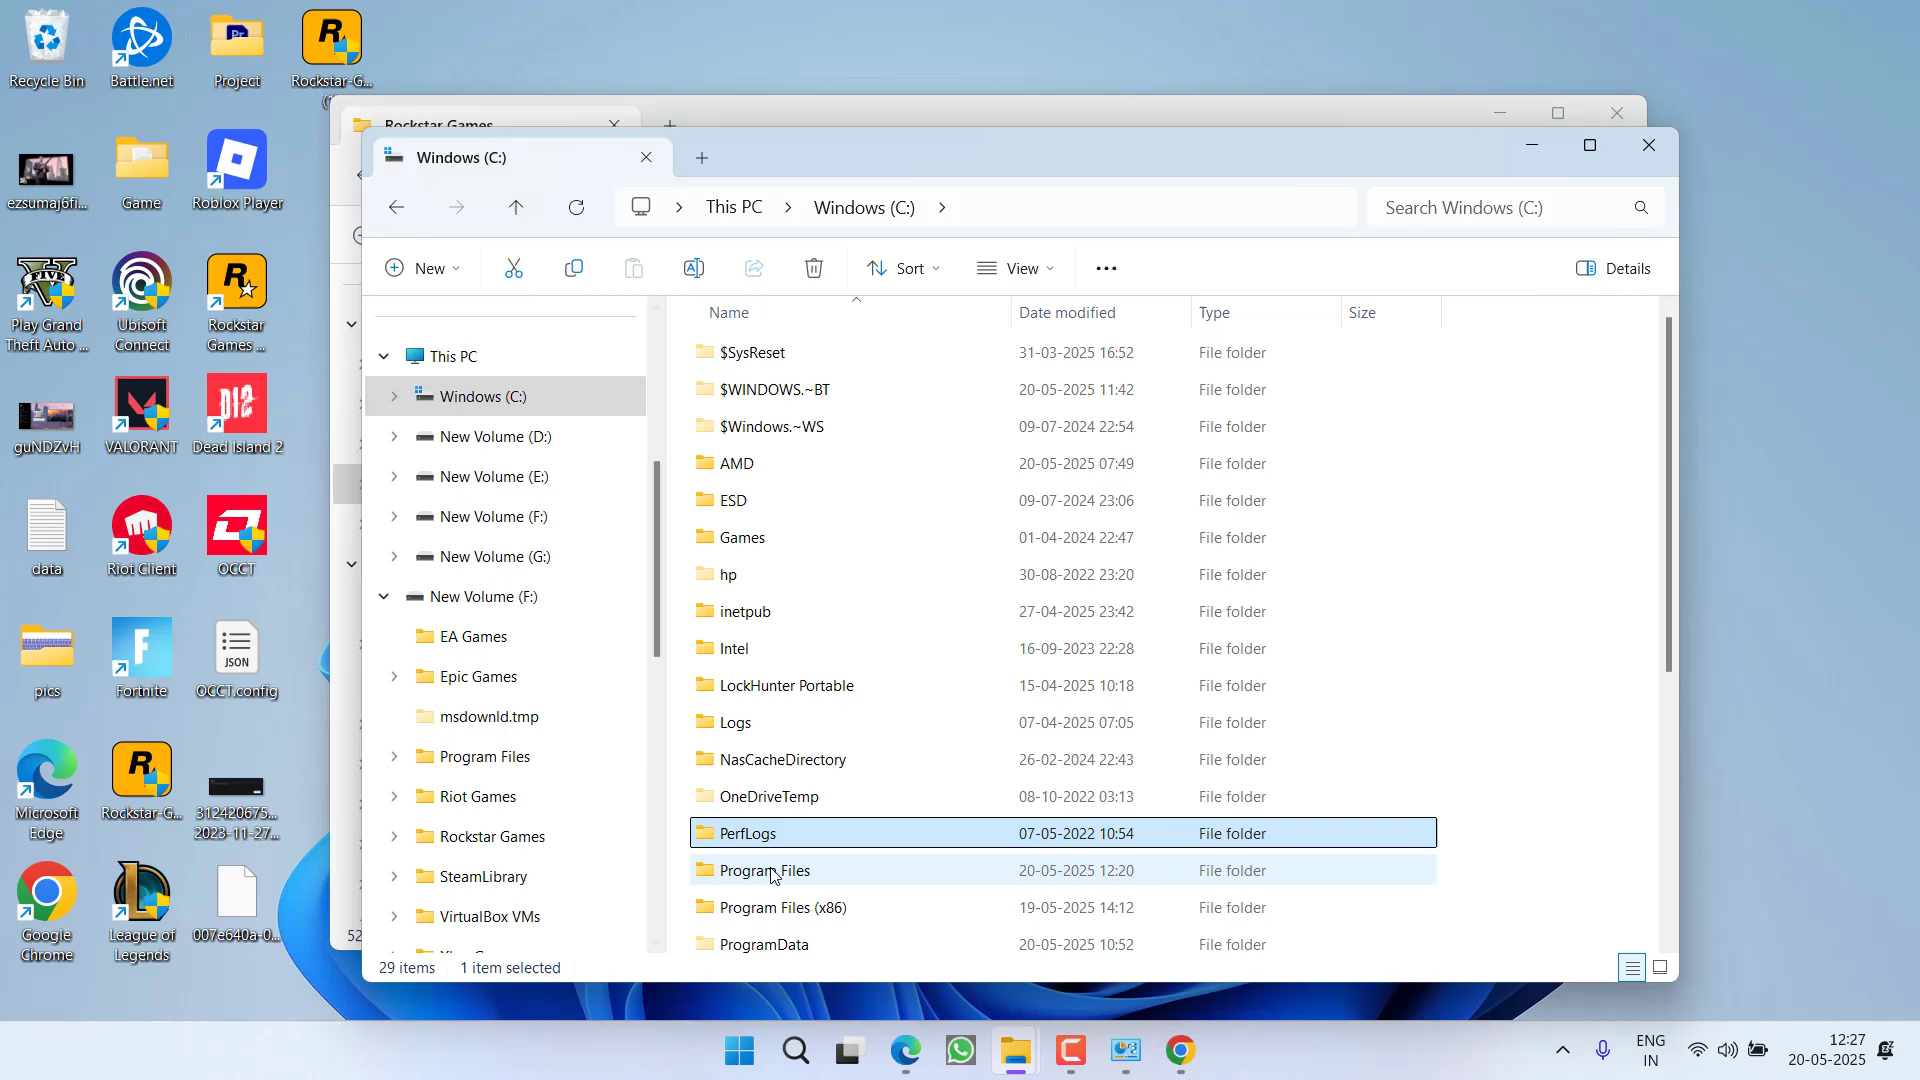 Recycle Bin
Battle.net
Pr
Project
R
Rockstar-G...
ezsumaj6fi...
Game
Roblox Player
FIVE
Play Grand
Theft Auto ...
Ubisoft
Connect
R
Rockstar
Games ...
guNDZvH
VALORANT
DI2
Dead Island 2
data
Riot Client
OCCT
pics
F
Fortnite
JSON
OCCT.config
Microsoft
Edge
R
Rockstar-G...
312420675...
2023-11-27...
Google
Chrome
League of
Legends
007e640a-0...
Rockstar Games
52
Windows (C:)
This PC
Windows (C:)
Search Windows (C:)
New
Sort
View
Details
This PC
Windows (C:)
New Volume (D:)
New Volume (E:)
New Volume (F:)
New Volume (G:)
New Volume (F:)
EA Games
Epic Games
msdownld.tmp
Program Files
Riot Games
Rockstar Games
SteamLibrary
VirtualBox VMs
Name Date modified Type Size
$SysReset 31-03-2025 16:52 File folder
$WINDOWS.~BT 20-05-2025 11:42 File folder
$Windows.~WS 09-07-2024 22:54 File folder
AMD 20-05-2025 07:49 File folder
ESD 09-07-2024 23:06 File folder
Games 01-04-2024 22:47 File folder
hp 30-08-2022 23:20 File folder
inetpub 27-04-2025 23:42 File folder
Intel 16-09-2023 22:28 File folder
LockHunter Portable 15-04-2025 10:18 File folder
Logs 07-04-2025 07:05 File folder
NasCacheDirectory 26-02-2024 22:43 File folder
OneDriveTemp 08-10-2022 03:13 File folder
PerfLogs 07-05-2022 10:54 File folder
Program Files 20-05-2025 12:20 File folder
Program Files (x86) 19-05-2025 14:12 File folder
ProgramData 20-05-2025 10:52 File folder
29 items 1 item selected
ENG
IN
12:27
20-05-2025